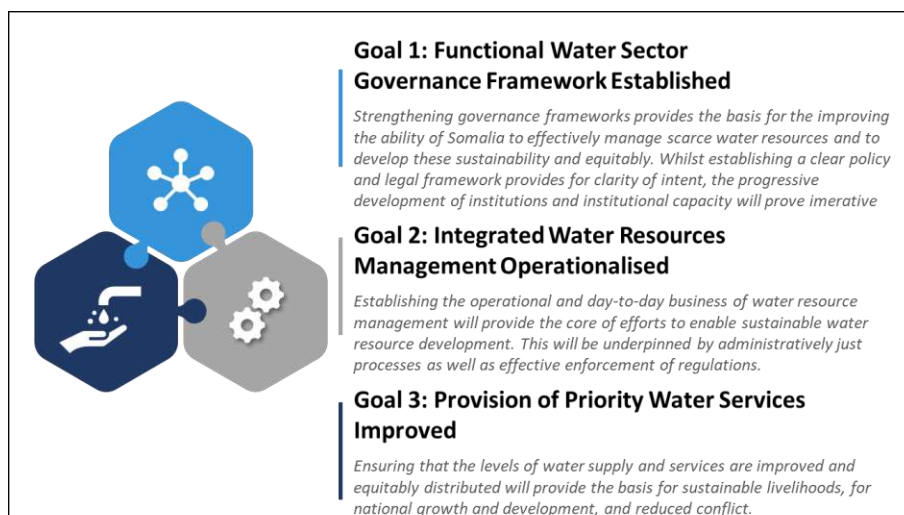 Goal 1: Functional Water Sector
Governance Framework Established
Strengthening governance frameworks provides the basis for the improving
the ability of Somalia to effectively manage scarce water resources and to
develop these sustainability and equitably. Whilst establishing a clear policy
and legal framework provides for clarity of intent, the progressive
development of institutions and institutional capacity will prove imerative
Goal 2: Integrated Water Resources
Management Operationalised
Establishing the operational and day-to-day business of water resource
management will provide the core of efforts to enable sustainable water
resource development. This will be underpinned by administratively just
processes as well as effective enforcement of regulations.
Goal 3: Provision of Priority Water Services
Improved
Ensuring that the levels of water supply and services are improved and
equitably distributed will provide the basis for sustainable livelihoods, for
national growth and development, and reduced conflict.